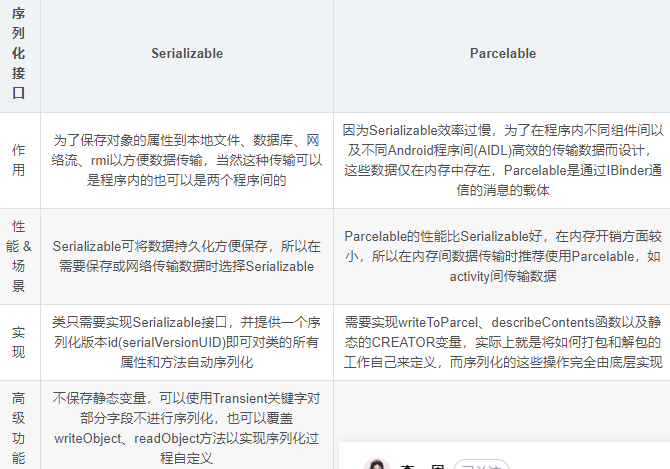 序
列
化
接
口
Serializable
Parcelable
作
用
为了保存对象的属性到本地文件、数据库、网
络流、rmi以方便数据传输，当然这种传输可以
是程序内的也可以是两个程序间的
因为Serializable效率过慢，为了在程序内不同组件间以
及不同Android程序间(AIDL)高效的传输数据而设计，
这些数据仅在内存中存在，Parcelable是通过IBinder通
信的消息的载体
性
能 &
场
景
Serializable可将数据持久化方便保存，所以在
需要保存或网络传输数据时选择Serializable
Parcelable的性能比Serializable好，在内存开销方面较
小，所以在内存间数据传输时推荐使用Parcelable，如
activity间传输数据
实
现
类只需要实现Serializable接口，并提供一个序
列化版本id(serialVersionUID)即可对类的所有
属性和方法自动序列化
需要实现writeToParcel、describeContents函数以及静
态的CREATOR变量，实际上就是将如何打包和解包的
工作自己来定义，而序列化的这些操作完全由底层实现
高
级
功
能
不保存静态变量，可以使用Transient关键字对
部分字段不进行序列化，也可以覆盖
writeObject、readObject方法以实现序列化过
程自定义